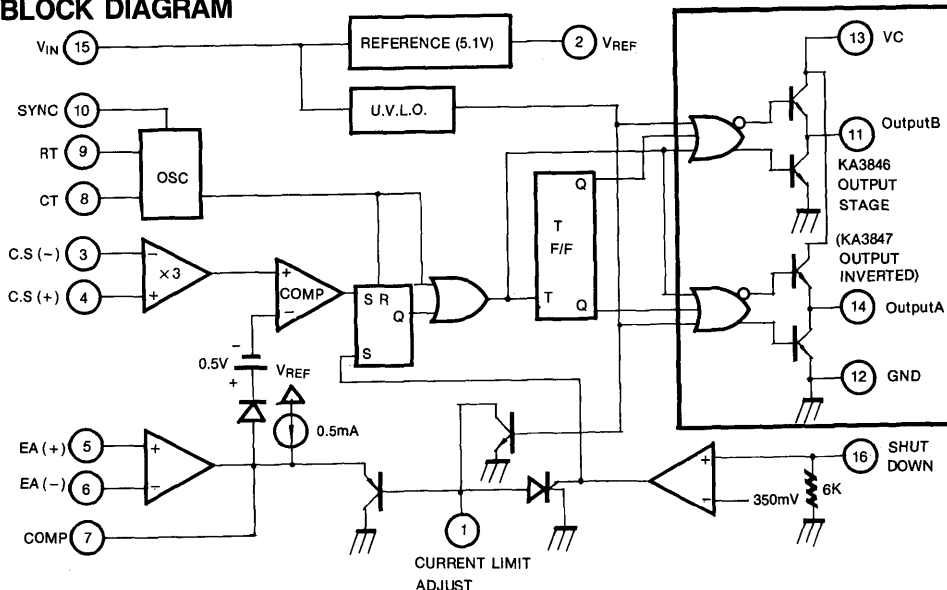 BLOCK DIAGRAM
VIN 15
REFERENCE (5.1V)
2 VREF
13 VC
SYNC 10
U.V.L.O.
11 OutputB
RT 9
OSC
KA3846
OUTPUT
STAGE
CT 8
Q
T
F/F
C.S (−) 3 −
×3
C.S (+) 4 +
+
COMP
−
S R
Q
S
T
Q
(KA3847
OUTPUT
INVERTED)
14 OutputA
−
0.5V
+
VREF
0.5mA
12 GND
EA (+) 5 +
EA (−) 6 −
+
−
350mV
6K
16 SHUT
DOWN
COMP 7
1
CURRENT LIMIT
ADJUST